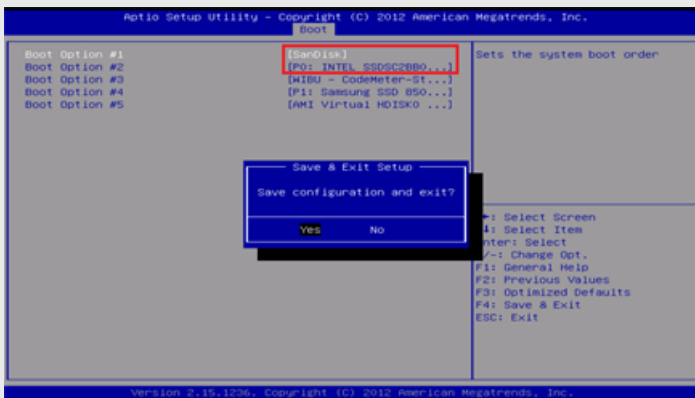 Aptio Setup Utility - Copyright (C) 2012 American Megatrends, Inc.
Boot
Boot Option #1 [SanDisk]
Boot Option #2 [P0: INTEL SSDSC2BB0...]
Boot Option #3 [WIBU - CodeMeter-St...]
Boot Option #4 [P1: Samsung SSD 850...]
Boot Option #5 [AMI Virtual HDISK0 ...]
Sets the system boot order
Save & Exit Setup
Save configuration and exit?
Yes No
: Select Screen
: Select Item
nter: Select
/-: Change Opt.
F1: General Help
F2: Previous Values
F3: Optimized Defaults
F4: Save & Exit
ESC: Exit
Version 2.15.1236. Copyright (C) 2012 American Megatrends, Inc.